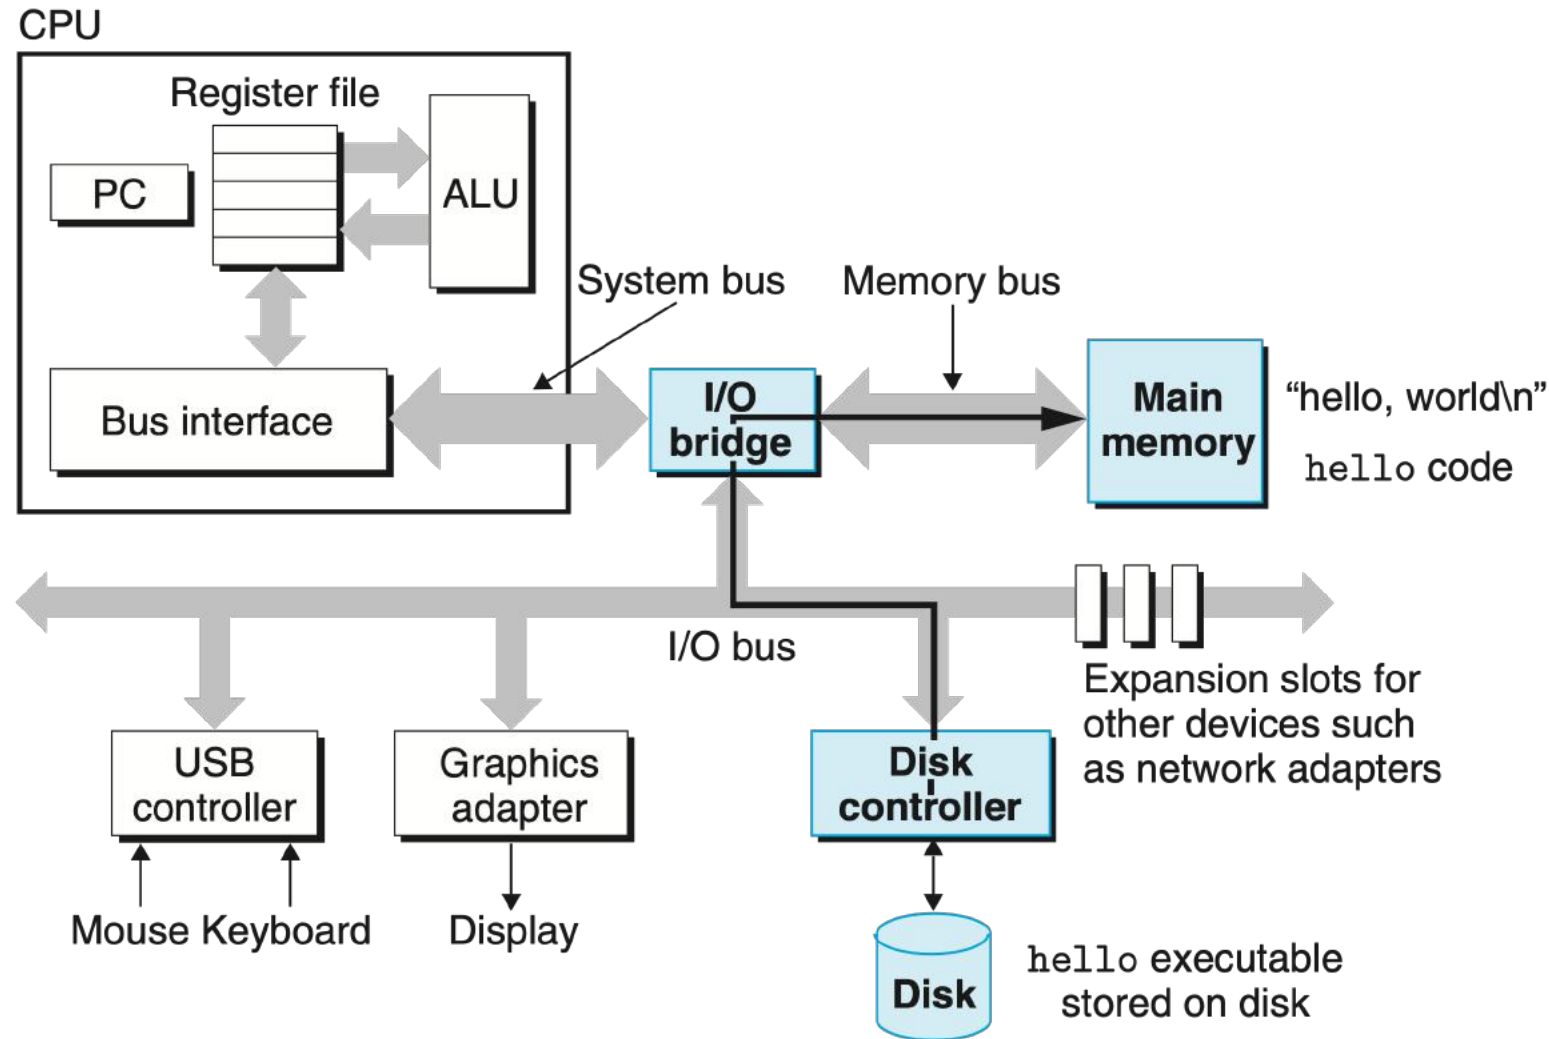 CPU
Register file
PC
ALU
System bus
Memory bus
Bus interface
I/O
bridge
Main
memory
“hello, world\n”
hello code
I/O bus
Expansion slots for
other devices such
as network adapters
USB
controller
Graphics
adapter
Disk
controller
Mouse Keyboard
Display
Disk
hello executable
stored on disk